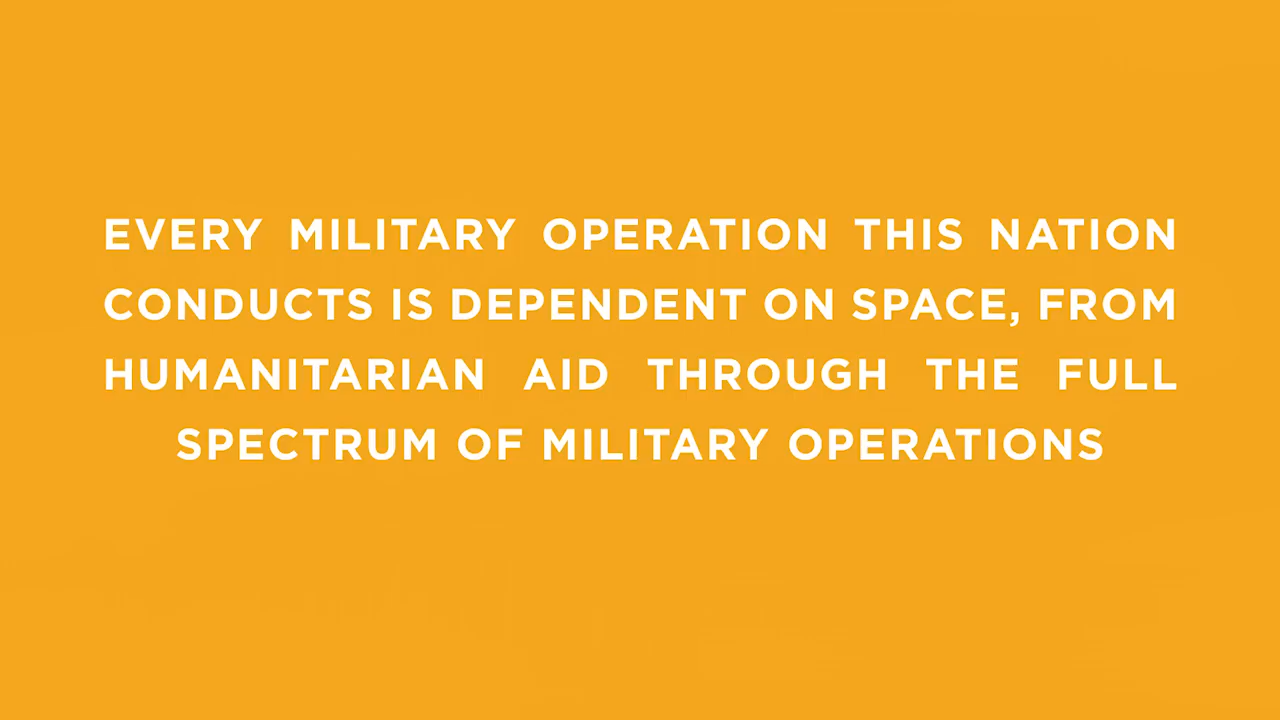 EVERY MILITARY OPERATION THIS NATION
CONDUCTS IS DEPENDENT ON SPACE, FROM
HUMANITARIAN AID THROUGH THE FULL
SPECTRUM OF MILITARY OPERATIONS